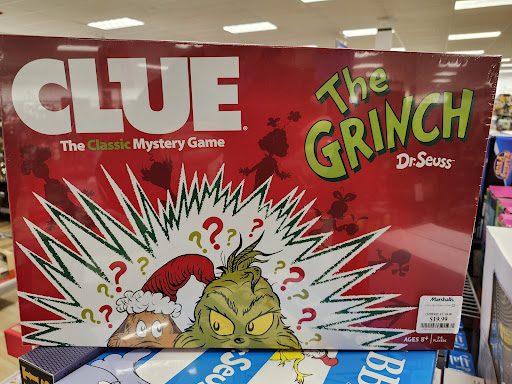 CLUE
The Classic Mystery Game
The
GRINCH
Dr. Seuss
Marshalls
$19.99
AGES 8+